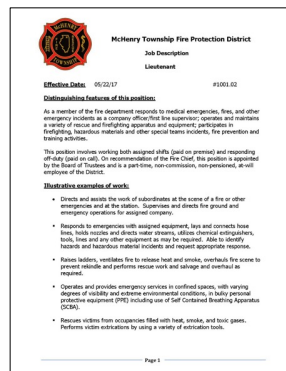 McHENRY
TOWNSHIP
McHenry Township Fire Protection District
Job Description
Lieutenant
Effective Date: 05/22/17 #1001.02
Distinguishing features of this position:
As a member of the fire department responds to medical emergencies, fires, and other
emergency incidents as a company officer/first line supervisor; operates and maintains
a variety of rescue and firefighting apparatus and equipment; participates in
firefighting, hazardous materials and other special teams incidents, fire prevention and
training activities.
This position involves working both assigned shifts (paid on premise) and responding
off-duty (paid on call). On recommendation of the Fire Chief, this position is appointed
by the Board of Trustees and is a part-time, non-commission, non-pensioned, at-will
employee of the District.
Illustrative examples of work:
• Directs and assists the work of subordinates at the scene of a fire or other
emergencies and at the station. Supervises and directs fire ground and
emergency operations for assigned company.
• Responds to emergencies with assigned equipment, lays and connects hose
lines, holds nozzles and directs water streams, utilizes chemical extinguishers,
tools, lines and any other equipment as may be required. Able to identify
hazards and hazardous material incidents and request appropriate response.
• Raises ladders, ventilates fire to release heat and smoke, overhauls fire scene to
prevent rekindle and performs rescue work and salvage and overhaul as
required.
• Operates and provides emergency services in confined spaces, with varying
degrees of visibility and extreme environmental conditions, in bulky personal
protective equipment (PPE) including use of Self Contained Breathing Apparatus
(SCBA).
• Rescues victims from occupancies filled with heat, smoke, and toxic gases.
Performs victim extrications by using a variety of extrication tools.
Page 1